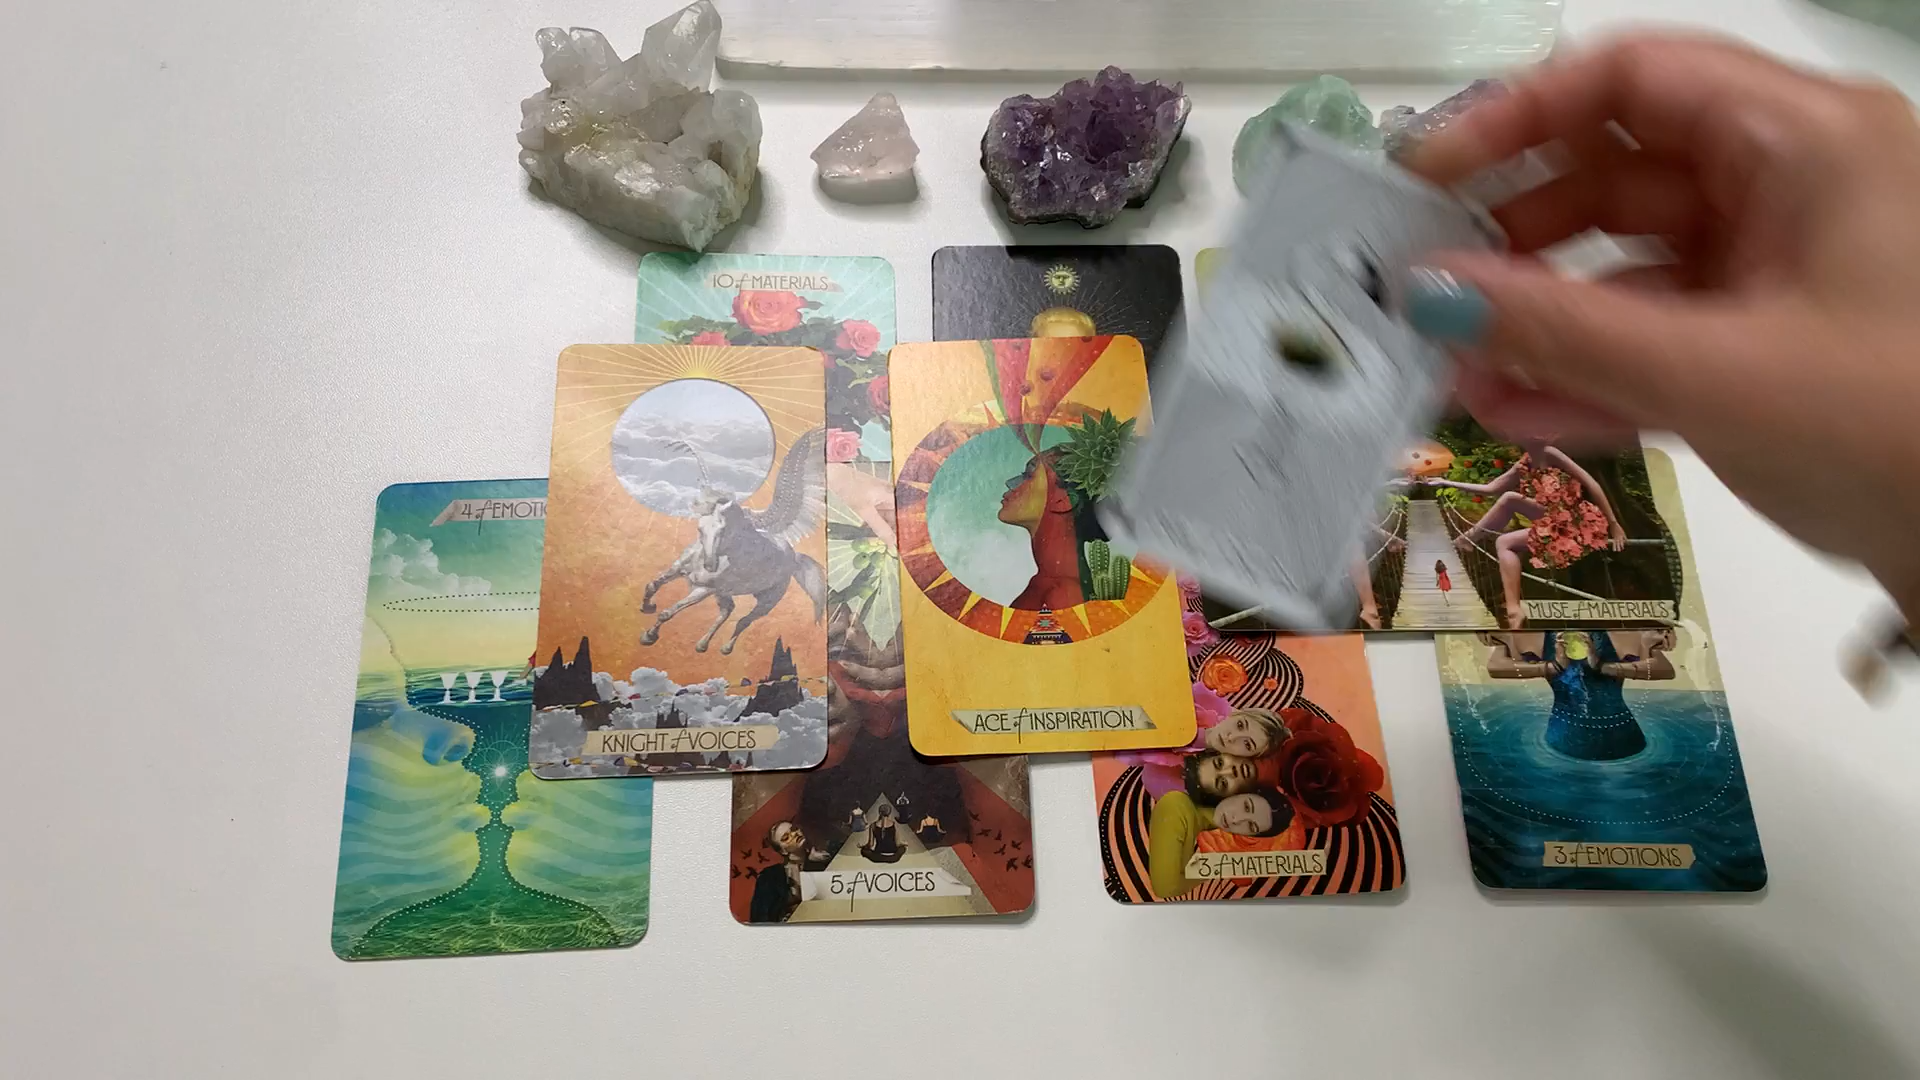 10 of MATERIALS
4 of EMOTIO
MUSE of MATERIALS
ACE of INSPIRATION
KNIGHT of VOICES
3 of EMOTIONS
3 of MATERIALS
5 of VOICES